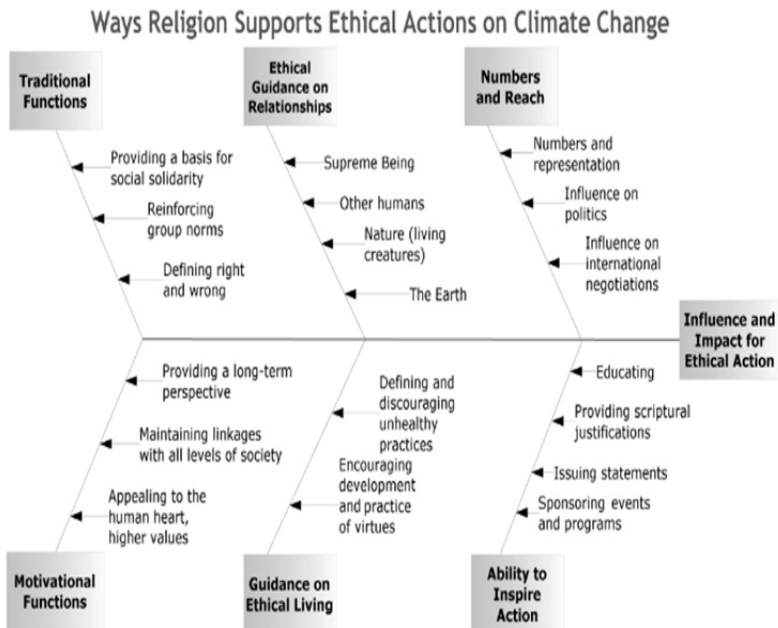 Ways Religion Supports Ethical Actions on Climate Change
Traditional
Functions
Providing a basis for
social solidarity
Reinforcing
group norms
Defining right
and wrong
Ethical
Guidance on
Relationships
Supreme Being
Other humans
Nature (living
creatures)
The Earth
Numbers
and Reach
Numbers and
representation
Influence on
politics
Influence on
international
negotiations
Influence and
Impact for
Ethical Action
Providing a long-term
perspective
Maintaining linkages
with all levels of society
Appealing to the
human heart,
higher values
Motivational
Functions
Defining and
discouraging
unhealthy
practices
Encouraging
development
and practice
of virtues
Guidance on
Ethical Living
Educating
Providing scriptural
justifications
Issuing statements
Sponsoring events
and programs
Ability to
Inspire
Action